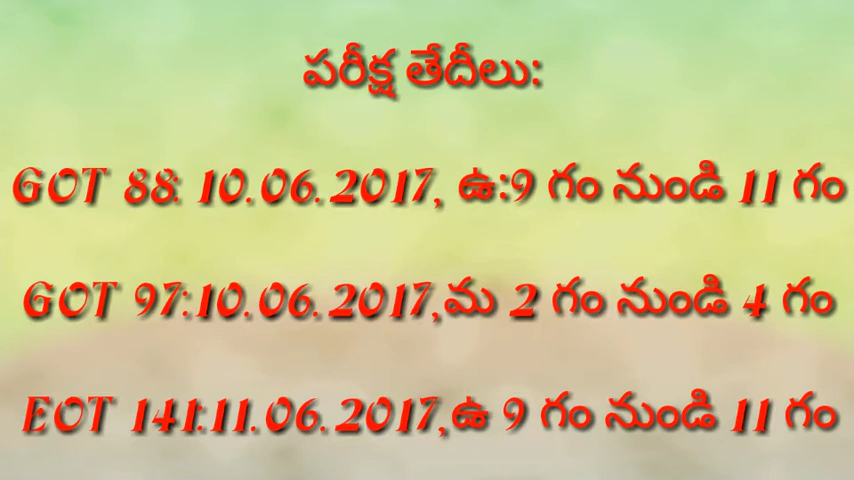 పరీక్ష తేదీలు:
GOT 88: 10.06.2017, ఉ:9 గం నుండి 11 గం
GOT 97:10.06.2017,మ 2 గం నుండి 4 గం
EOT 141:11.06.2017,ఉ 9 గం నుండి 11 గం